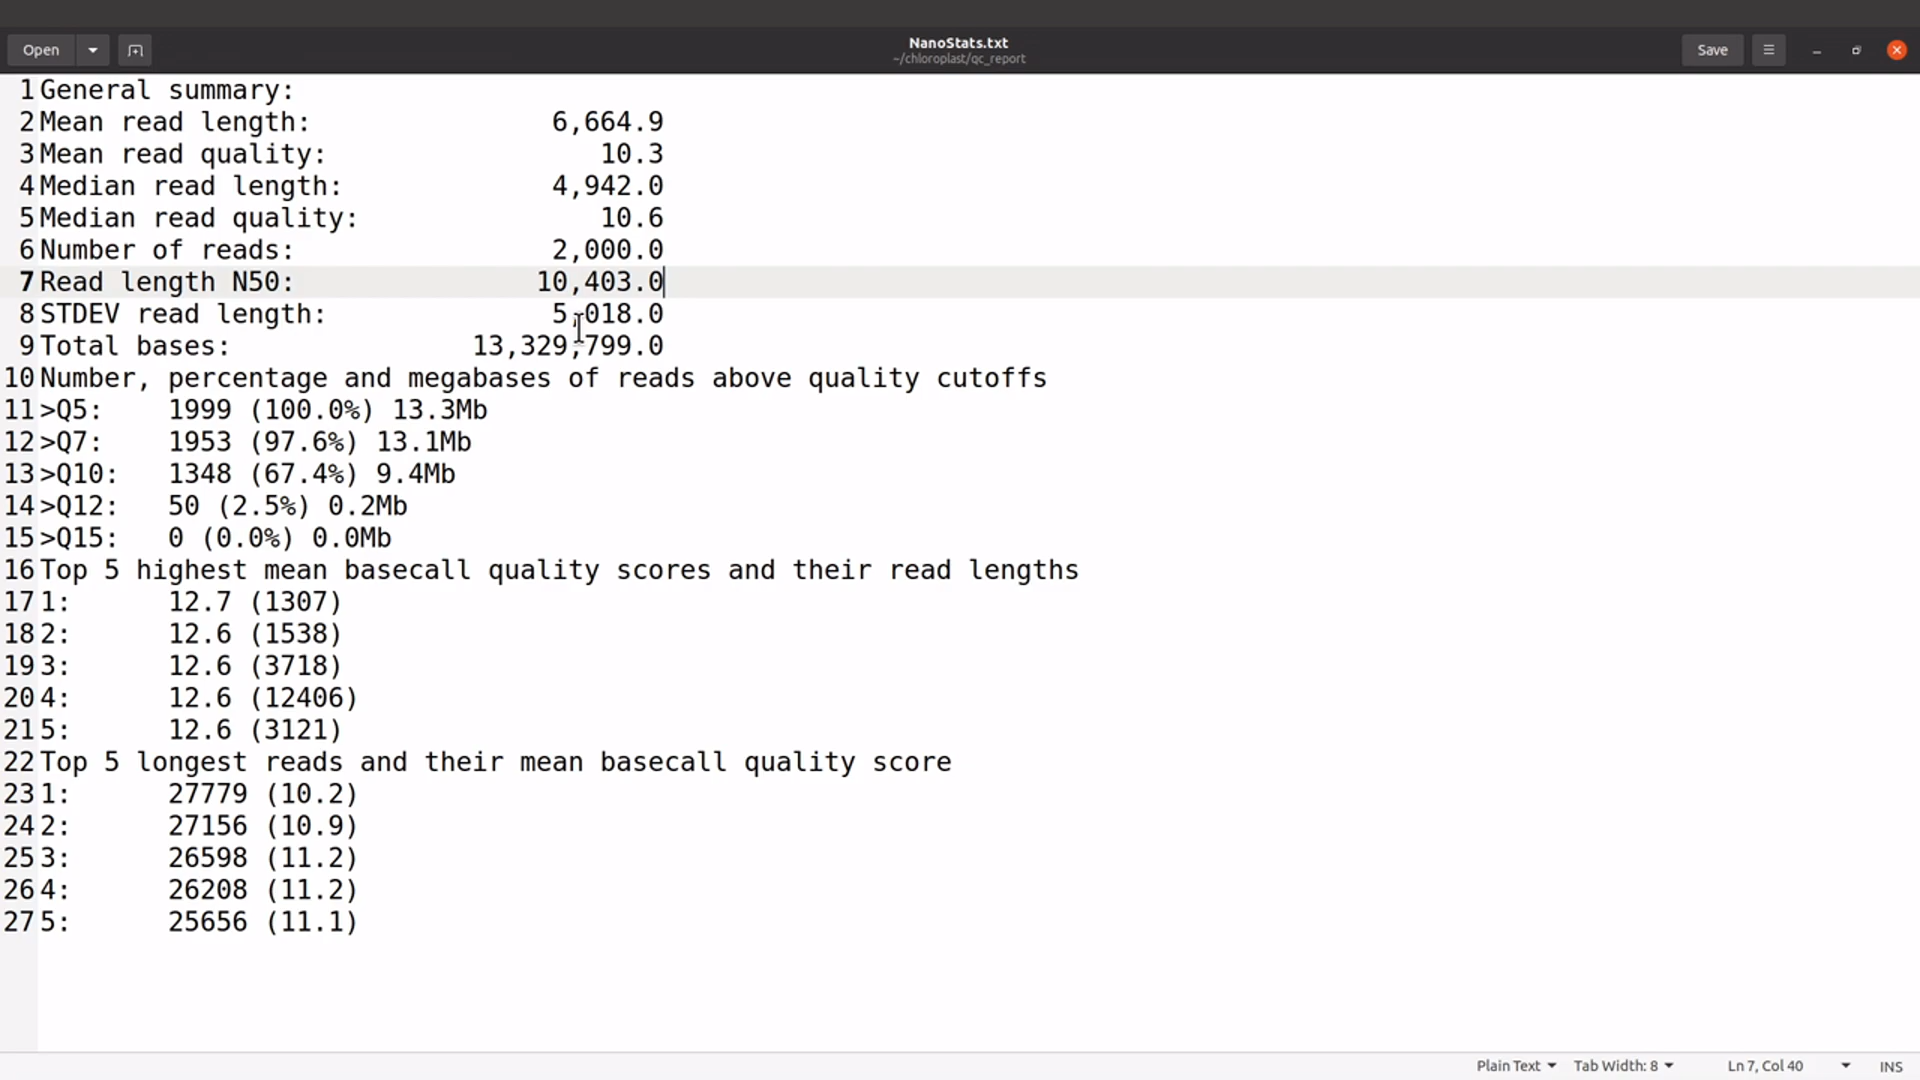 Open
NanoStats.txt
~/chloroplast/qc_report
Save
1 General summary:
2 Mean read length: 6,664.9
3 Mean read quality: 10.3
4 Median read length: 4,942.0
5 Median read quality: 10.6
6 Number of reads: 2,000.0
7 Read length N50: 10,403.0
8 STDEV read length: 5,018.0
9 Total bases: 13,329,799.0
10 Number, percentage and megabases of reads above quality cutoffs
11 >Q5: 1999 (100.0%) 13.3Mb
12 >Q7: 1953 (97.6%) 13.1Mb
13 >Q10: 1348 (67.4%) 9.4Mb
14 >Q12: 50 (2.5%) 0.2Mb
15 >Q15: 0 (0.0%) 0.0Mb
16 Top 5 highest mean basecall quality scores and their read lengths
17 1: 12.7 (1307)
18 2: 12.6 (1538)
19 3: 12.6 (3718)
20 4: 12.6 (12406)
21 5: 12.6 (3121)
22 Top 5 longest reads and their mean basecall quality score
23 1: 27779 (10.2)
24 2: 27156 (10.9)
25 3: 26598 (11.2)
26 4: 26208 (11.2)
27 5: 25656 (11.1)
Plain Text Tab Width: 8 Ln 7, Col 40 INS